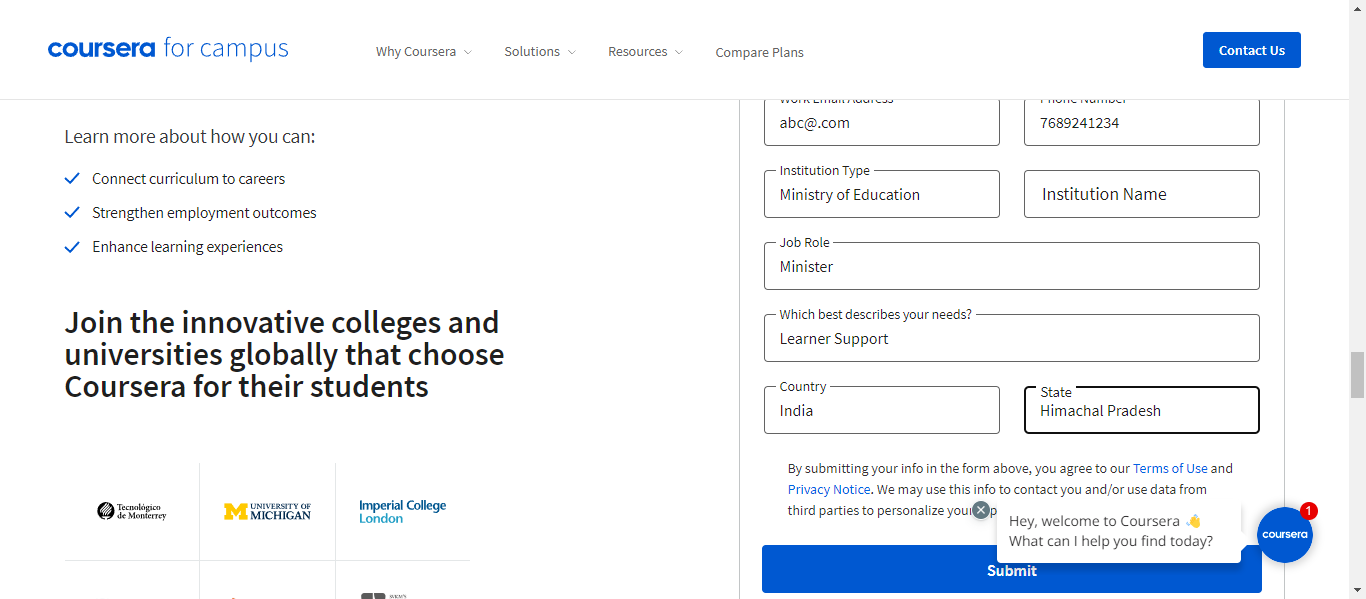 coursera for campus
Why Coursera
Solutions
Resources
Compare Plans
Contact Us
Learn more about how you can:
Connect curriculum to careers
Strengthen employment outcomes
Enhance learning experiences
Join the innovative colleges and
universities globally that choose
Coursera for their students
Tecnológico
de Monterrey
M UNIVERSITY OF
MICHIGAN
Imperial College
London
Work Email Address
abc@.com
Phone Number
7689241234
Institution Type
Ministry of Education
Institution Name
Job Role
Minister
Which best describes your needs?
Learner Support
Country
India
State
Himachal Pradesh
By submitting your info in the form above, you agree to our Terms of Use and
Privacy Notice. We may use this info to contact you and/or use data from
third parties to personalize your
Hey, welcome to Coursera 👋
What can I help you find today?
coursera
1
Submit